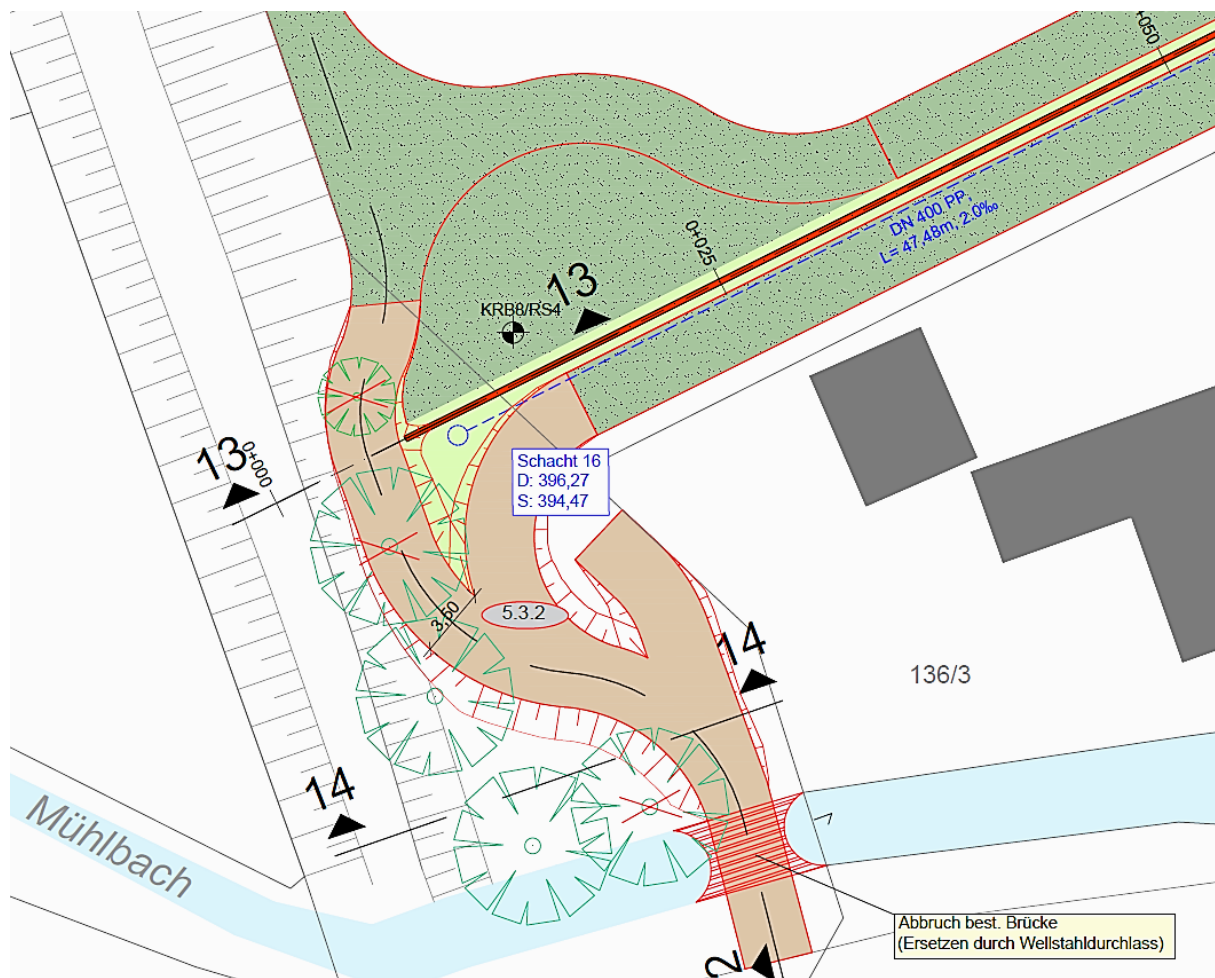 0+050
DN 400 PP,
L= 47,48m, 2.0‰
0+025
13
KRB8/RS4
13
0+000
Schacht 16
D: 396,27
S: 394,47
3,50
5.3.2
14
136/3
14
Mühlbach
Abbruch best. Brücke
(Ersetzen durch Wellstahldurchlass)
2